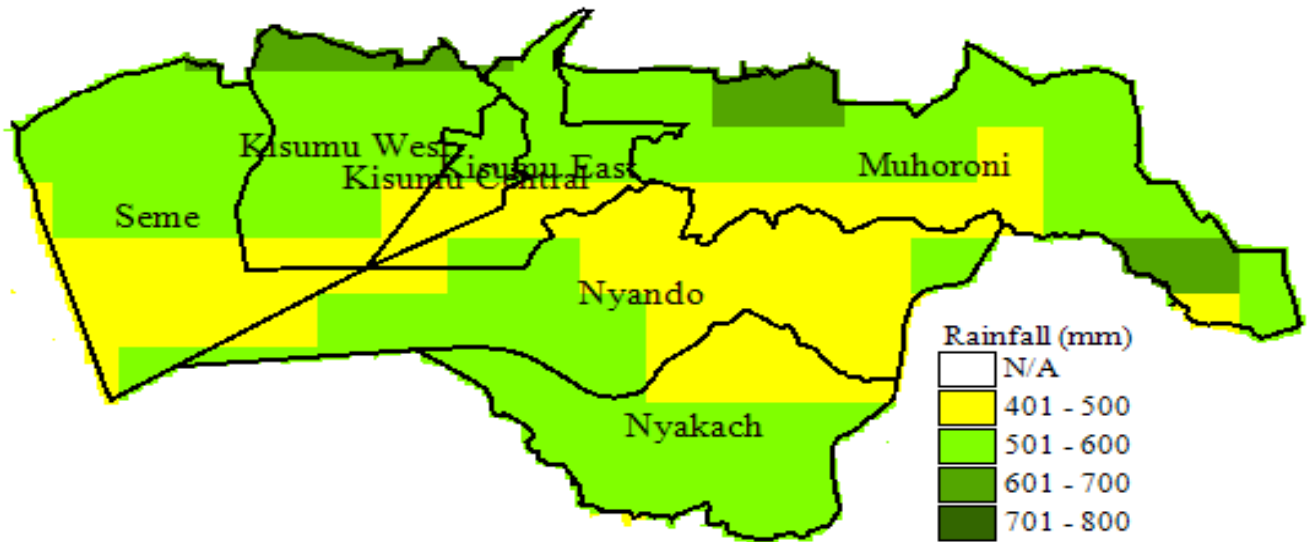 Kisumu West
Kisumu East
Kisumu Central
Muhoroni
Seme
Nyando
Nyakach
Rainfall (mm)
N/A
401 - 500
501 - 600
601 - 700
701 - 800